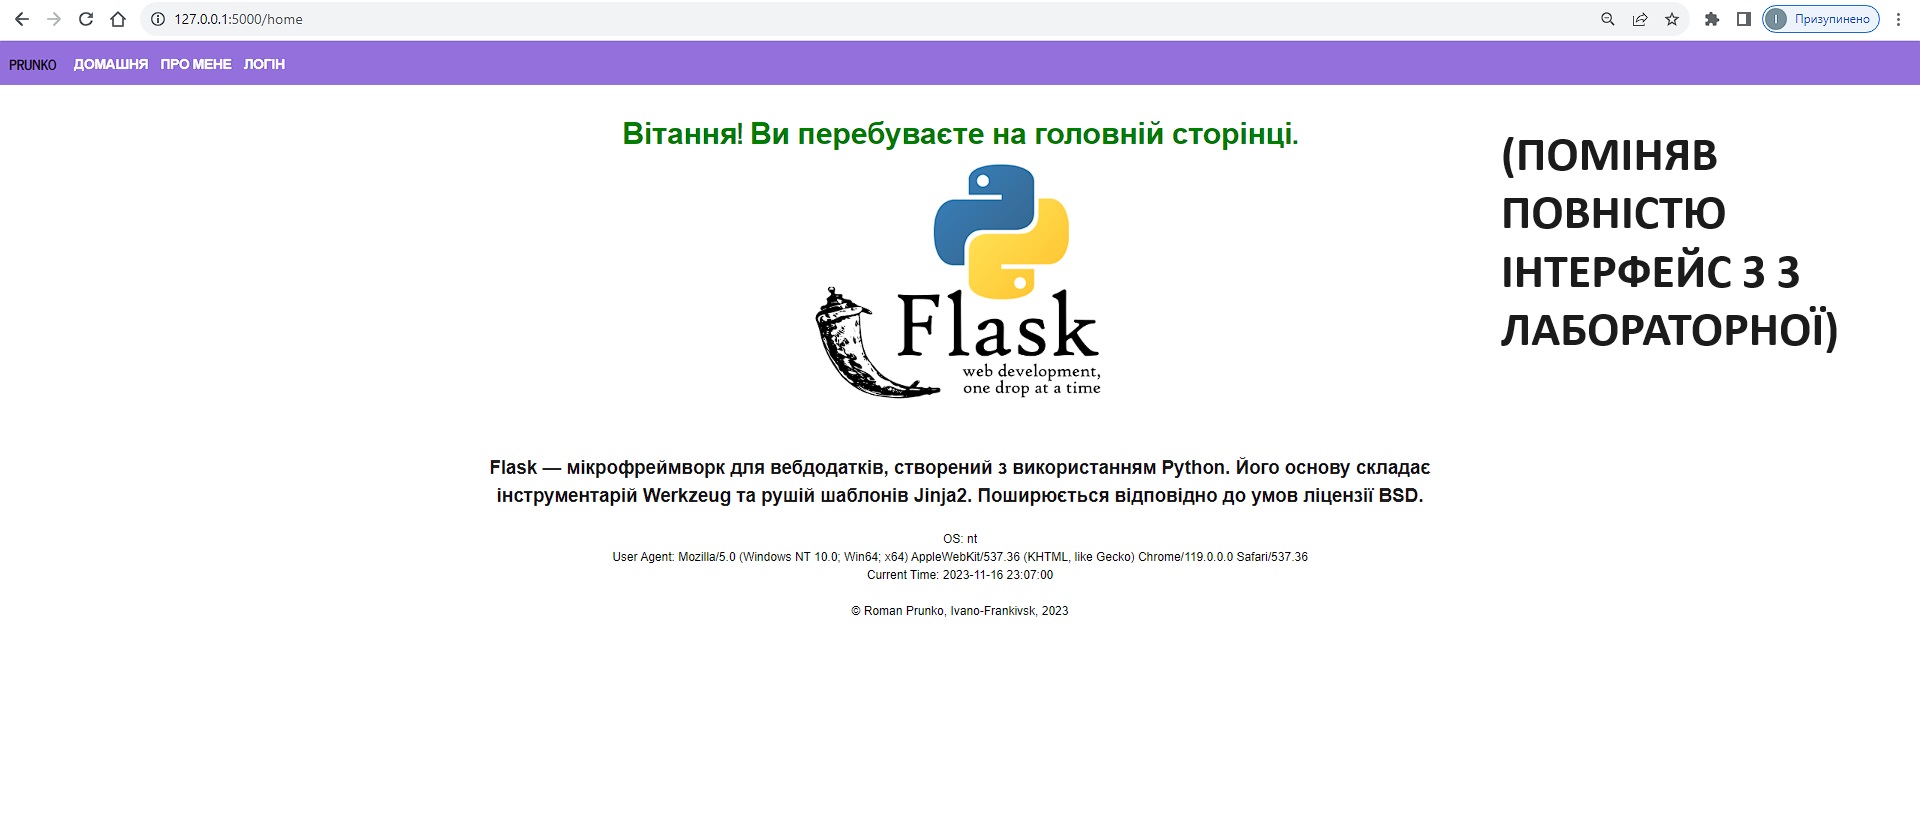 127.0.0.1:5000/home
Призупинено
PRUNKO ДОМАШНЯ ПРО МЕНЕ ЛОГІН
Вітання! Ви перебуваєте на головній сторінці.
(ПОМІНЯВ
ПОВНІСТЮ
ІНТЕРФЕЙС З 3
ЛАБОРАТОРНОЇ)
Flask
web development,
one drop at a time
Flask — мікрофреймворк для вебдодатків, створений з використанням Python. Його основу складає
інструментарій Werkzeug та рушій шаблонів Jinja2. Поширюється відповідно до умов ліцензії BSD.
OS: nt
User Agent: Mozilla/5.0 (Windows NT 10.0; Win64; x64) AppleWebKit/537.36 (KHTML, like Gecko) Chrome/119.0.0.0 Safari/537.36
Current Time: 2023-11-16 23:07:00
© Roman Prunko, Ivano-Frankivsk, 2023